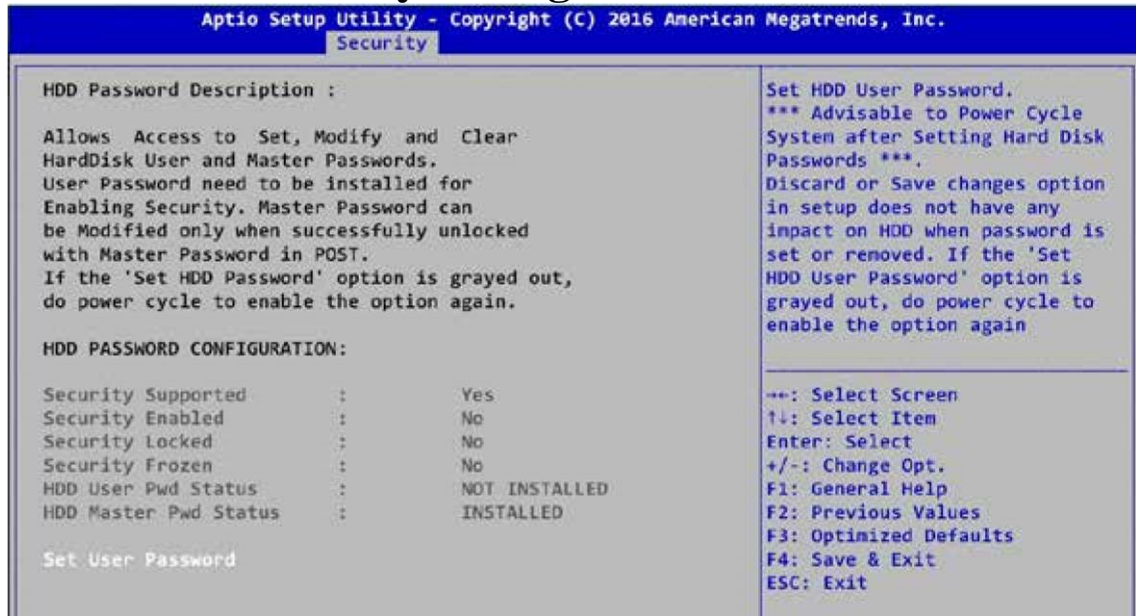 Aptio Setup Utility - Copyright (C) 2016 American Megatrends, Inc.
Security
HDD Password Description :
Allows Access to Set, Modify and Clear
HardDisk User and Master Passwords.
User Password need to be installed for
Enabling Security. Master Password can
be Modified only when successfully unlocked
with Master Password in POST.
If the 'Set HDD Password' option is grayed out,
do power cycle to enable the option again.
HDD PASSWORD CONFIGURATION:
Security Supported : Yes
Security Enabled : No
Security Locked : No
Security Frozen : No
HDD User Pwd Status : NOT INSTALLED
HDD Master Pwd Status : INSTALLED
Set User Password
Set HDD User Password.
*** Advisable to Power Cycle
System after Setting Hard Disk
Passwords ***.
Discard or Save changes option
in setup does not have any
impact on HDD when password is
set or removed. If the 'Set
HDD User Password' option is
grayed out, do power cycle to
enable the option again
→←: Select Screen
↑↓: Select Item
Enter: Select
+/-: Change Opt.
F1: General Help
F2: Previous Values
F3: Optimized Defaults
F4: Save & Exit
ESC: Exit